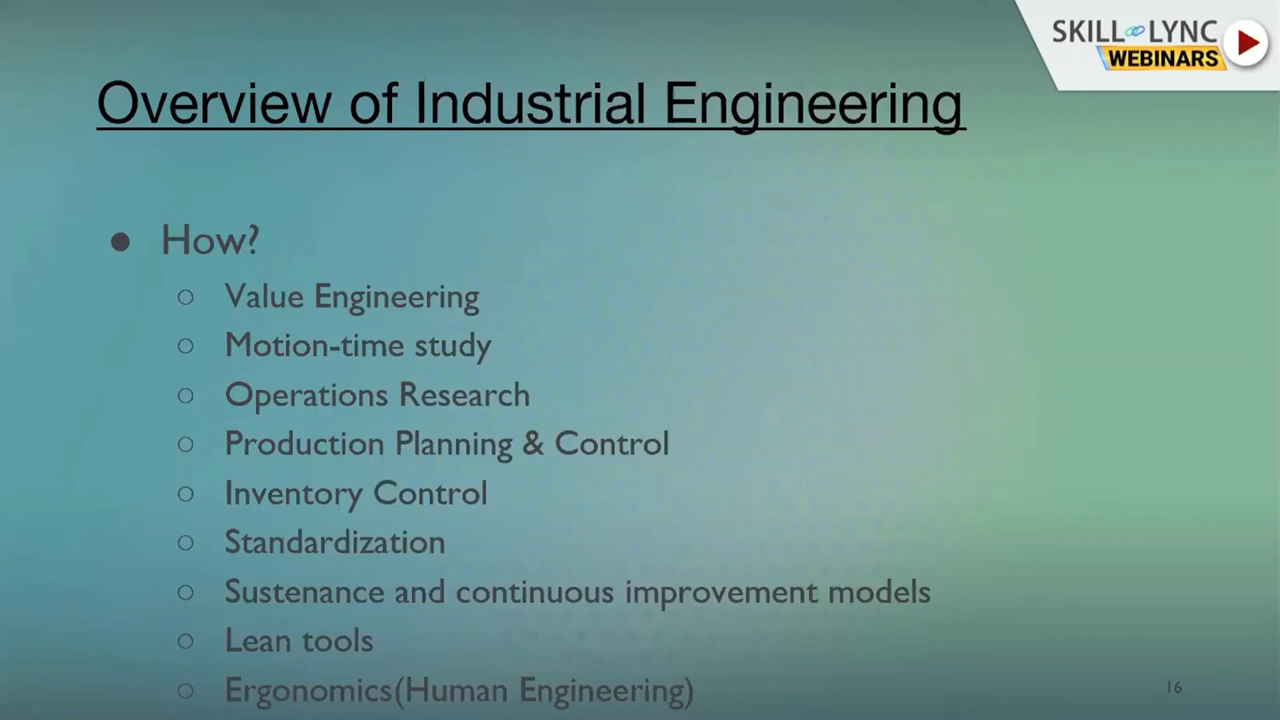 SKILL LYNC
WEBINARS
Overview of Industrial Engineering
● How?
○ Value Engineering
○ Motion-time study
○ Operations Research
○ Production Planning & Control
○ Inventory Control
○ Standardization
○ Sustenance and continuous improvement models
○ Lean tools
○ Ergonomics(Human Engineering)
16